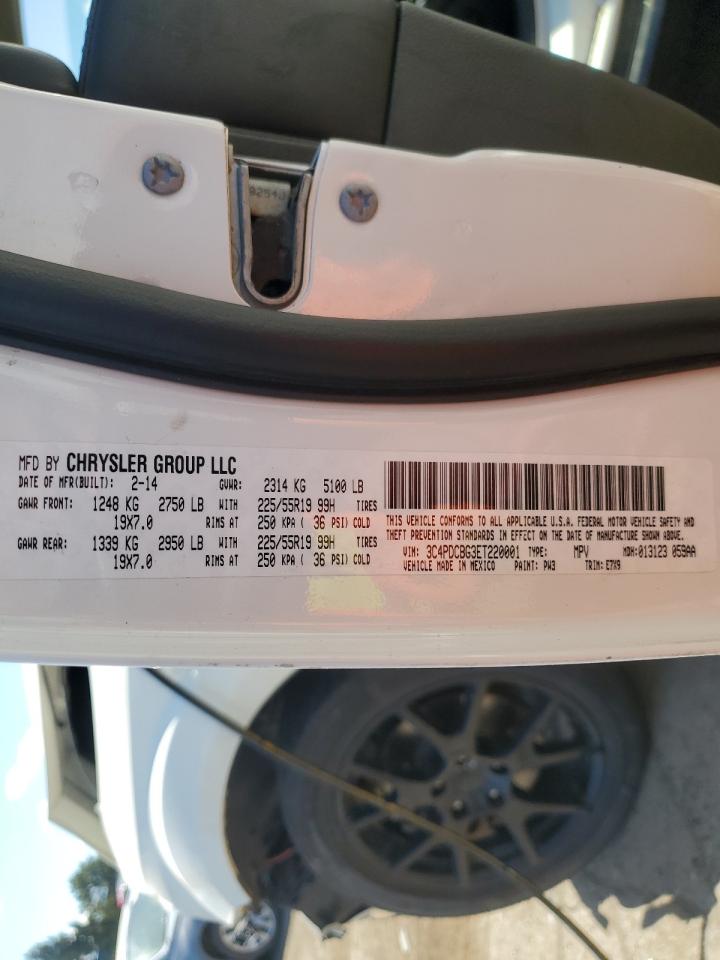 92540
MFD BY CHRYSLER GROUP LLC
DATE OF MFR(BUILT): 2-14 GVWR: 2314 KG 5100 LB
GAWR FRONT: 1248 KG 2750 LB WITH 225/55R19 99H TIRES
19X7.0 RIMS AT 250 KPA ( 36 PSI) COLD
GAWR REAR: 1339 KG 2950 LB WITH 225/55R19 99H TIRES
19X7.0 RIMS AT 250 KPA ( 36 PSI) COLD
THIS VEHICLE CONFORMS TO ALL APPLICABLE U.S.A. FEDERAL MOTOR VEHICLE SAFETY AND
THEFT PREVENTION STANDARDS IN EFFECT ON THE DATE OF MANUFACTURE SHOWN ABOVE.
VIN: 3C4PDCBG3ET220001 TYPE: MPV MDH:013123 059AA
VEHICLE MADE IN MEXICO PAINT: PW3 TRIM: E7X9